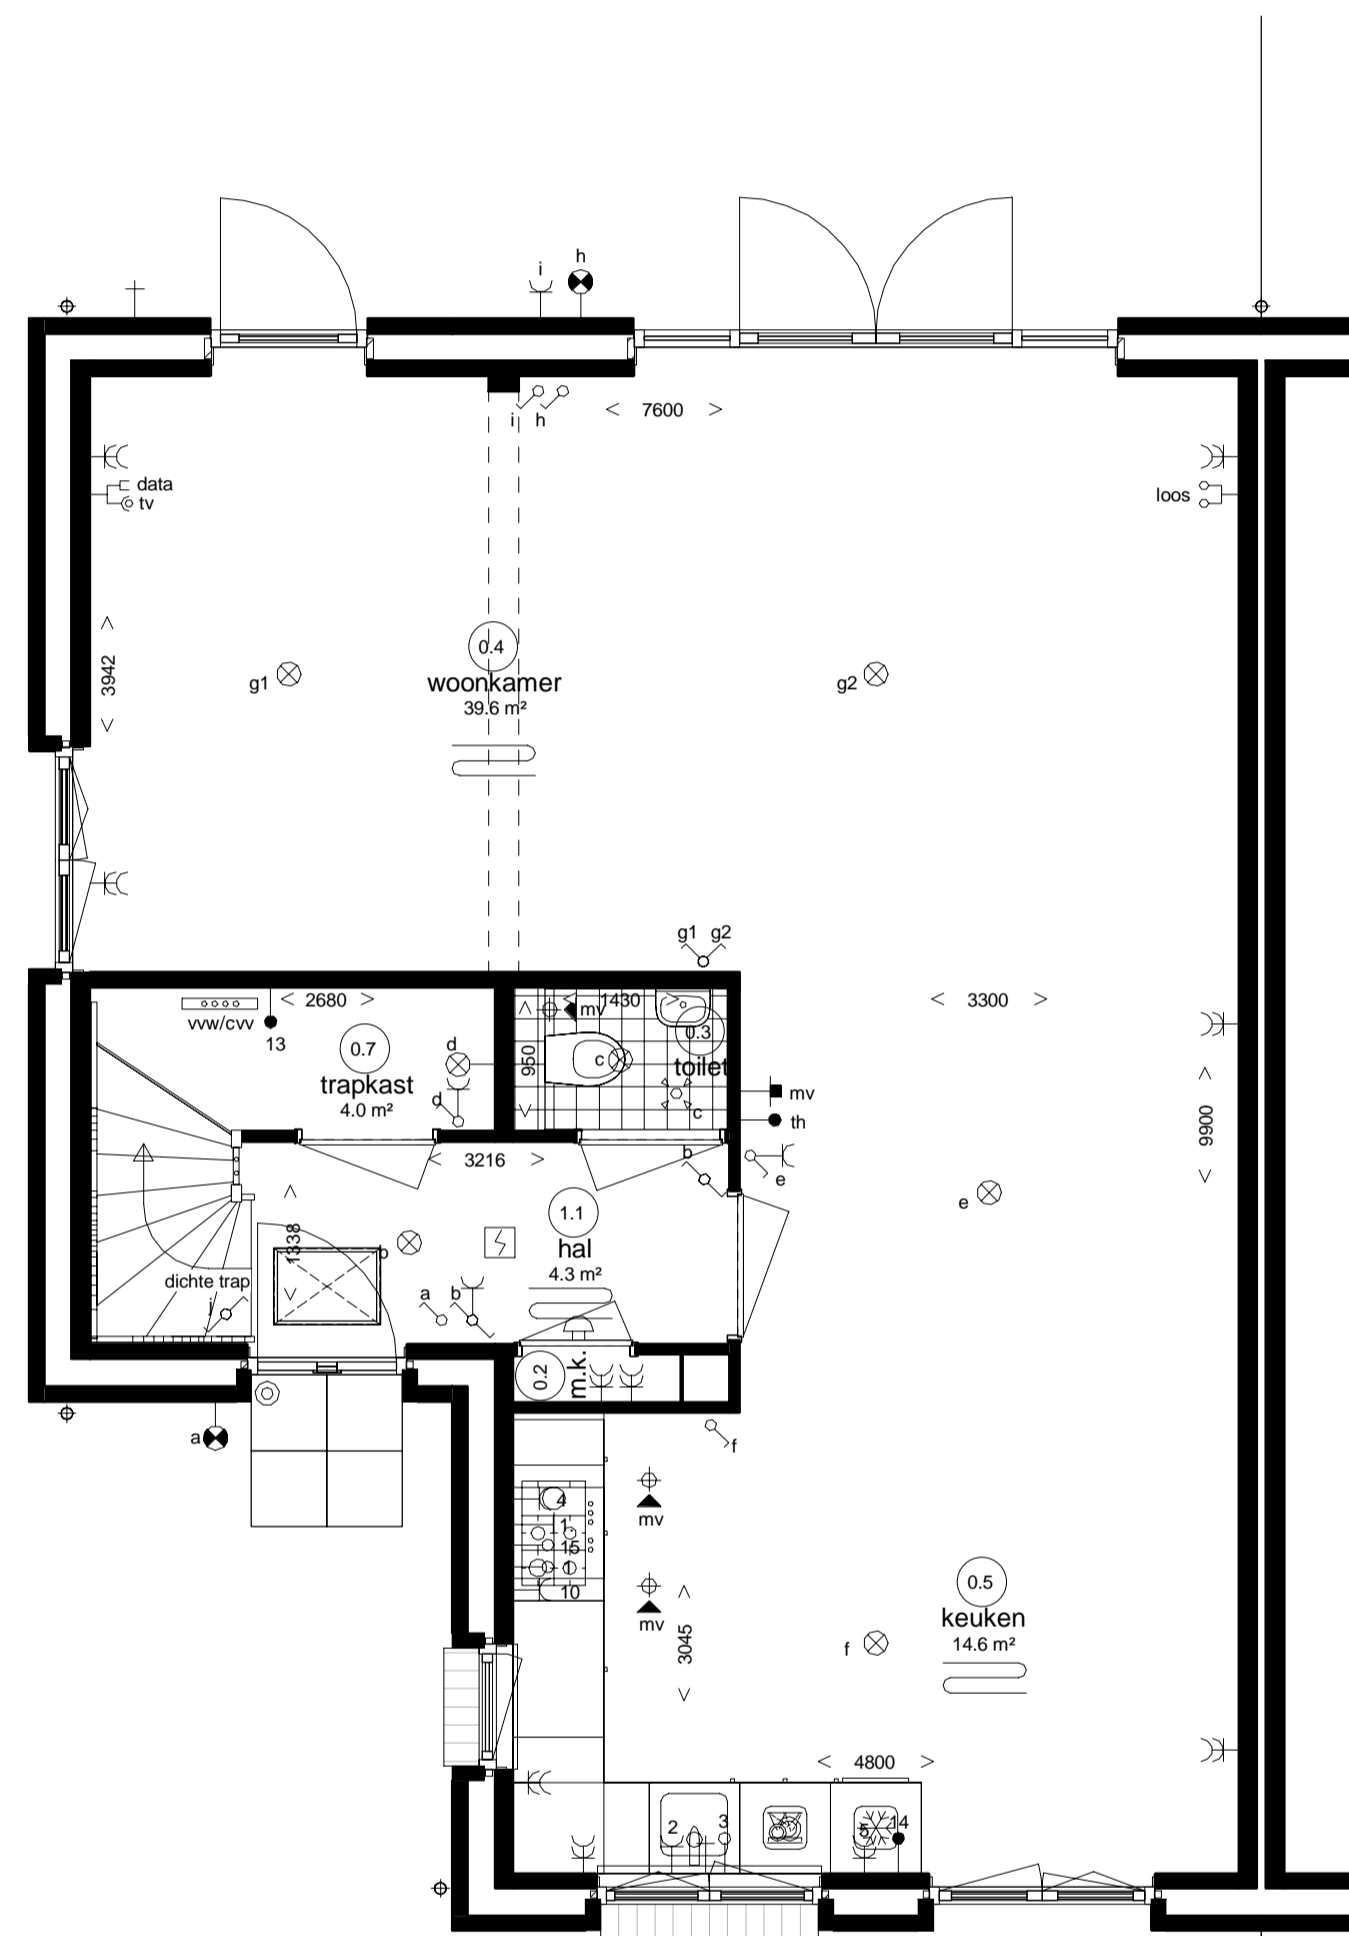 h
i
i h
< 7600 >
data
tv
loos
< 3942 >
0.4
woonkamer
39.6 m²
g1
g2
g1 g2
< 2680 >
vvw/cvv
13
0.7
trapkast
4.0 m²
d
d
< 1430 >
mv
0.3
toilet
c
c
< 950 >
< 3300 >
mv
th
e
< 9900 >
< 3216 >
b
e
1.1
hal
4.3 m²
< 1338 >
b
dichte trap
j
a b
0.2
m.k.
a
f
4
1
15
1
10
mv
mv
< 3045 >
0.5
keuken
14.6 m²
f
< 4800 >
2 3 5 14